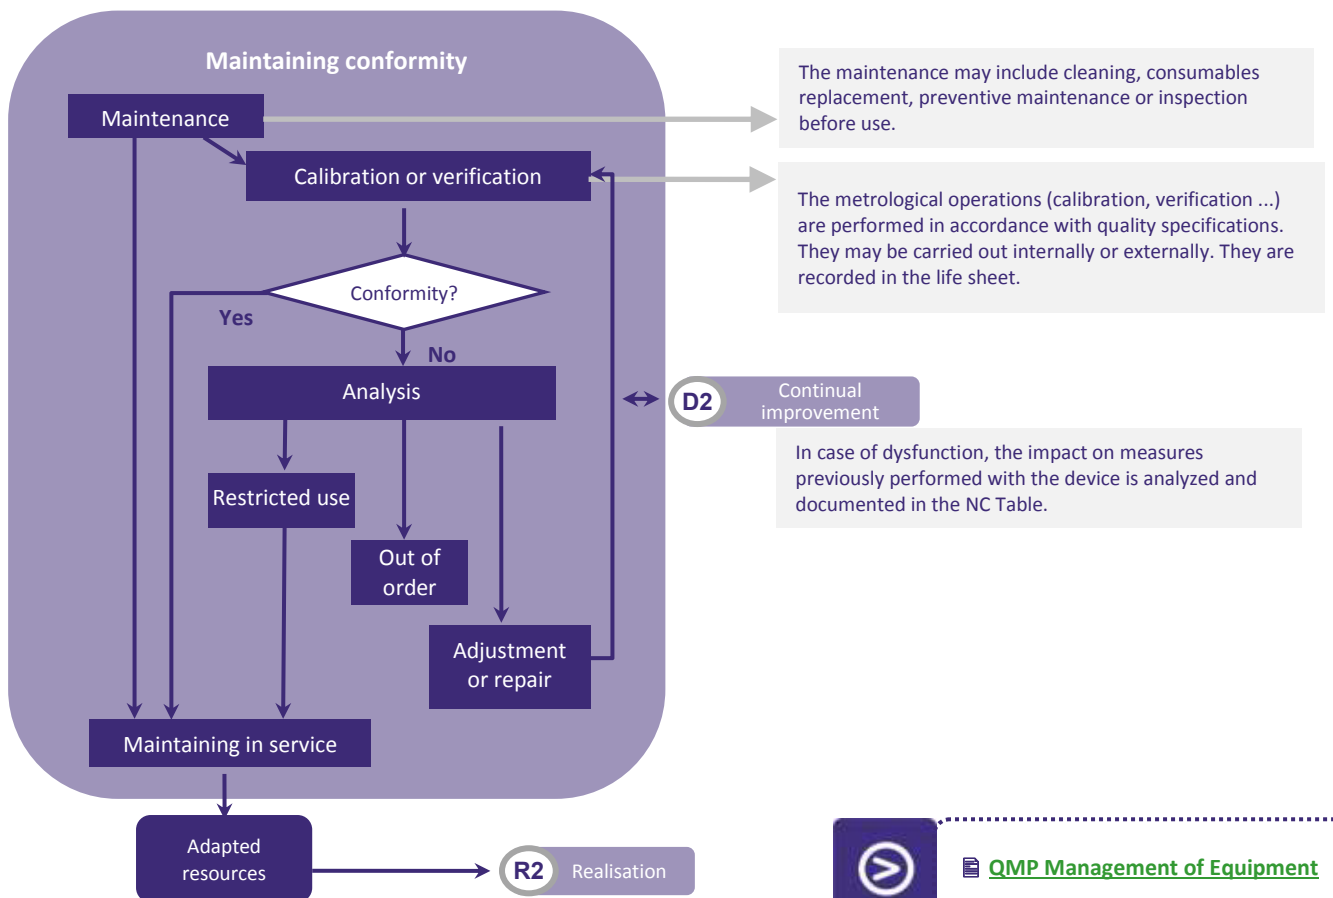 Maintaining conformity
Maintenance
The maintenance may include cleaning, consumables
replacement, preventive maintenance or inspection
before use.
Calibration or verification
The metrological operations (calibration, verification ...)
are performed in accordance with quality specifications.
They may be carried out internally or externally. They are
recorded in the life sheet.
Conformity?
Yes
No
Analysis
D2
Continual
improvement
In case of dysfunction, the impact on measures
previously performed with the device is analyzed and
documented in the NC Table.
Restricted use
Out of
order
Adjustment
or repair
Maintaining in service
Adapted
resources
R2
Realisation
QMP Management of Equipment